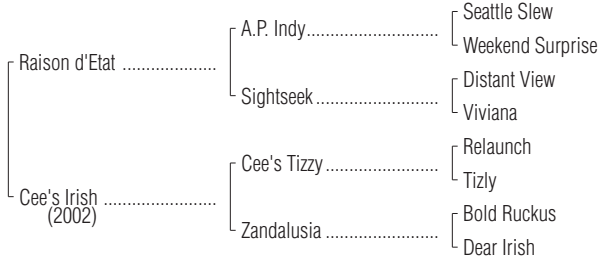 Seattle Slew
A.P. Indy
Weekend Surprise
Raison d'Etat
Distant View
Sightseek
Viviana
Relaunch
Cee's Tizzy
Tizly
Cee's Irish
(2002)
Bold Ruckus
Zandalusia
Dear Irish